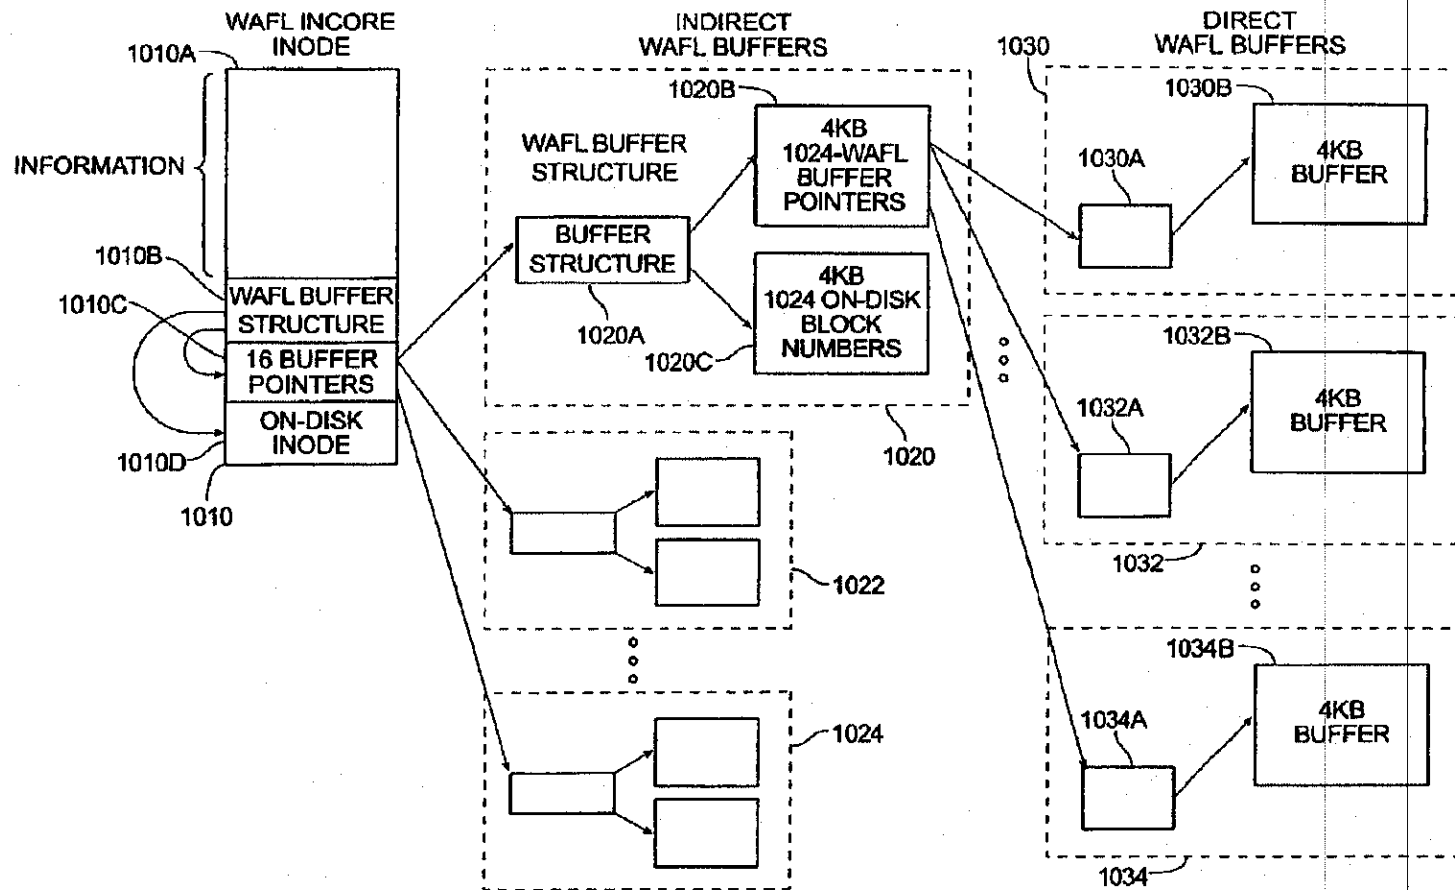 WAFL INCORE
INODE
1010A
INFORMATION
1010B
1010C
WAFL BUFFER
STRUCTURE
16 BUFFER
POINTERS
ON-DISK
INODE
1010D
1010
INDIRECT
WAFL BUFFERS
1020B
WAFL BUFFER
STRUCTURE
4KB
1024-WAFL
BUFFER
POINTERS
BUFFER
STRUCTURE
1020A
4KB
1024 ON-DISK
BLOCK
NUMBERS
1020C
1020
1022
1024
DIRECT
WAFL BUFFERS
1030
1030B
1030A
4KB
BUFFER
1032B
1032A
4KB
BUFFER
1032
1034B
1034A
4KB
BUFFER
1034